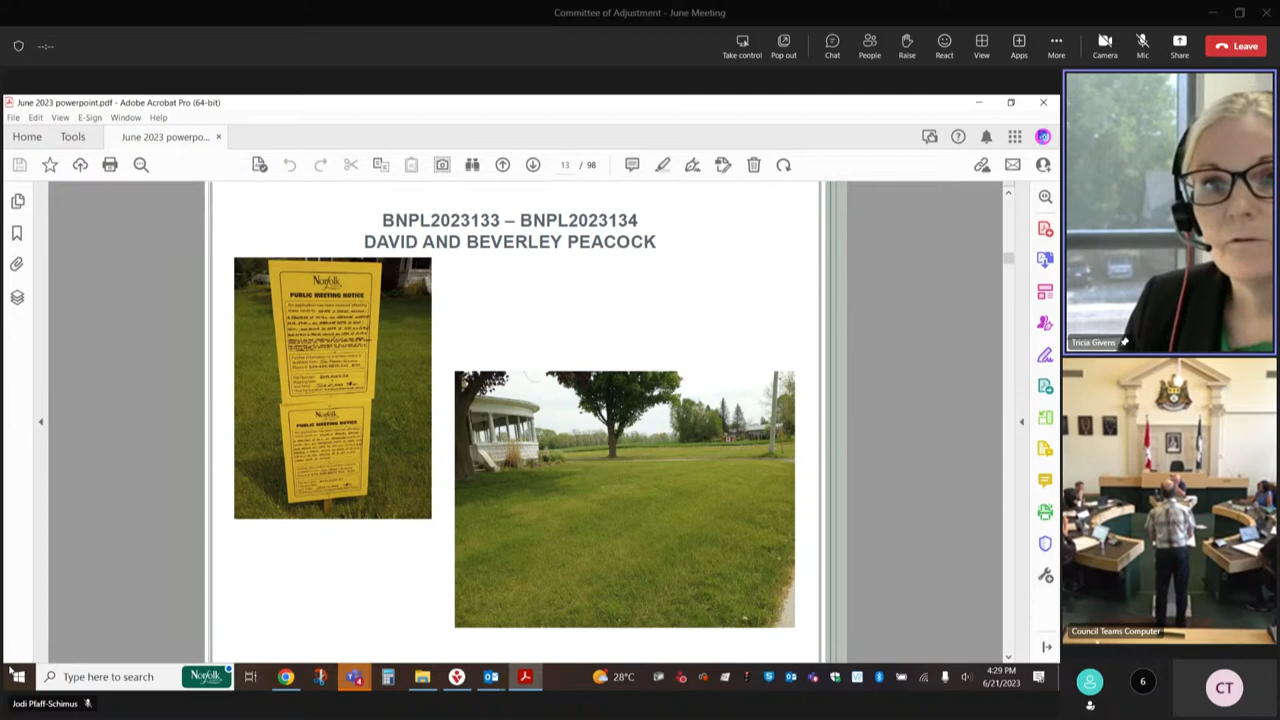 Committee of Adjustment - June Meeting
--:--
Take control
Pop out
Chat
People
Raise
React
View
Apps
More
Camera
Mic
Share
Leave
June 2023 powerpoint.pdf - Adobe Acrobat Pro (64-bit)
File Edit View E-Sign Window Help
Home Tools June 2023 powerpo... ×
13 / 98
BNPL2023133 – BNPL2023134
DAVID AND BEVERLEY PEACOCK
Norfolk
PUBLIC MEETING NOTICE
Norfolk
PUBLIC MEETING NOTICE
Tricia Givens
Council Teams Computer
Type here to search
Norfolk
28°C
4:29 PM
6/21/2023
Jodi Pfaff-Schimus
6
CT